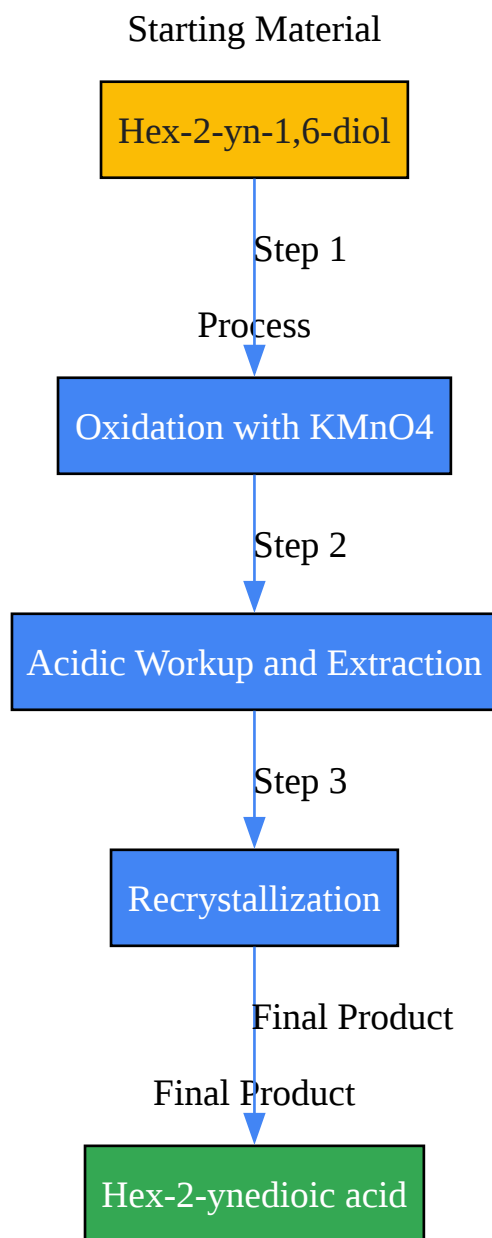 Starting Material
Hex-2-yn-1,6-diol
Step 1
Process
Oxidation with KMnO4
Step 2
Acidic Workup and Extraction
Step 3
Recrystallization
Final Product
Final Product
Hex-2-ynedioic acid